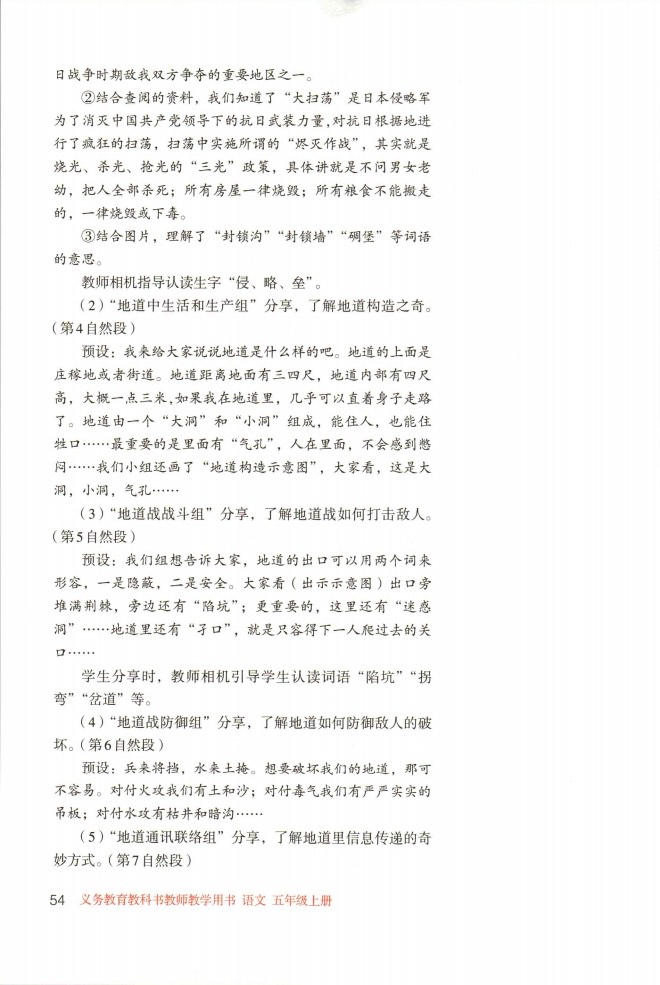 日战争时期敌我双方争夺的重要地区之一。
②结合查阅的资料，我们知道了“大扫荡”是日本侵略军
为了消灭中国共产党领导下的抗日武装力量，对抗日根据地进
行了疯狂的扫荡，扫荡中实施所谓的“烬灭作战”，其实就是
烧光、杀光、抢光的“三光”政策，具体讲就是不问男女老
幼，把人全部杀死；所有房屋一律烧毁；所有粮食不能搬走
的，一律烧毁或下毒。
③结合图片，理解了“封锁沟”“封锁墙”“碉堡”等词语
的意思。
教师相机指导认读生字“侵、略、垒”。
（2）“地道中生活和生产组”分享，了解地道构造之奇。
（第4自然段）
预设：我来给大家说说地道是什么样的吧。地道的上面是
庄稼地或者街道。地道距离地面有三四尺，地道内部有四尺
高，大概一点三米，如果我在地道里，几乎可以直着身子走路
了。地道由一个“大洞”和“小洞”组成，能住人，也能住
牲口……最重要的是里面有“气孔”，人在里面，不会感到憋
闷……我们小组还画了“地道构造示意图”，大家看，这是大
洞，小洞，气孔……
（3）“地道战战斗组”分享，了解地道战如何打击敌人。
（第5自然段）
预设：我们组想告诉大家，地道的出口可以用两个词来
形容，一是隐蔽，二是安全。大家看（出示示意图）出口旁
堆满荆棘，旁边还有“陷坑”；更重要的，这里还有“迷惑
洞”……地道里还有“孑口”，就是只容得下一人爬过去的关
口……
学生分享时，教师相机引导学生认读词语“陷坑”“拐
弯”“岔道”等。
（4）“地道战防御组”分享，了解地道如何防御敌人的破
坏。（第6自然段）
预设：兵来将挡，水来土掩。想要破坏我们的地道，那可
不容易。对付火攻我们有土和沙；对付毒气我们有严严实实的
吊板；对付水攻有枯井和暗沟……
（5）“地道通讯联络组”分享，了解地道里信息传递的奇
妙方式。（第7自然段）
54 义务教育教科书教师教学用书 语文 五年级上册